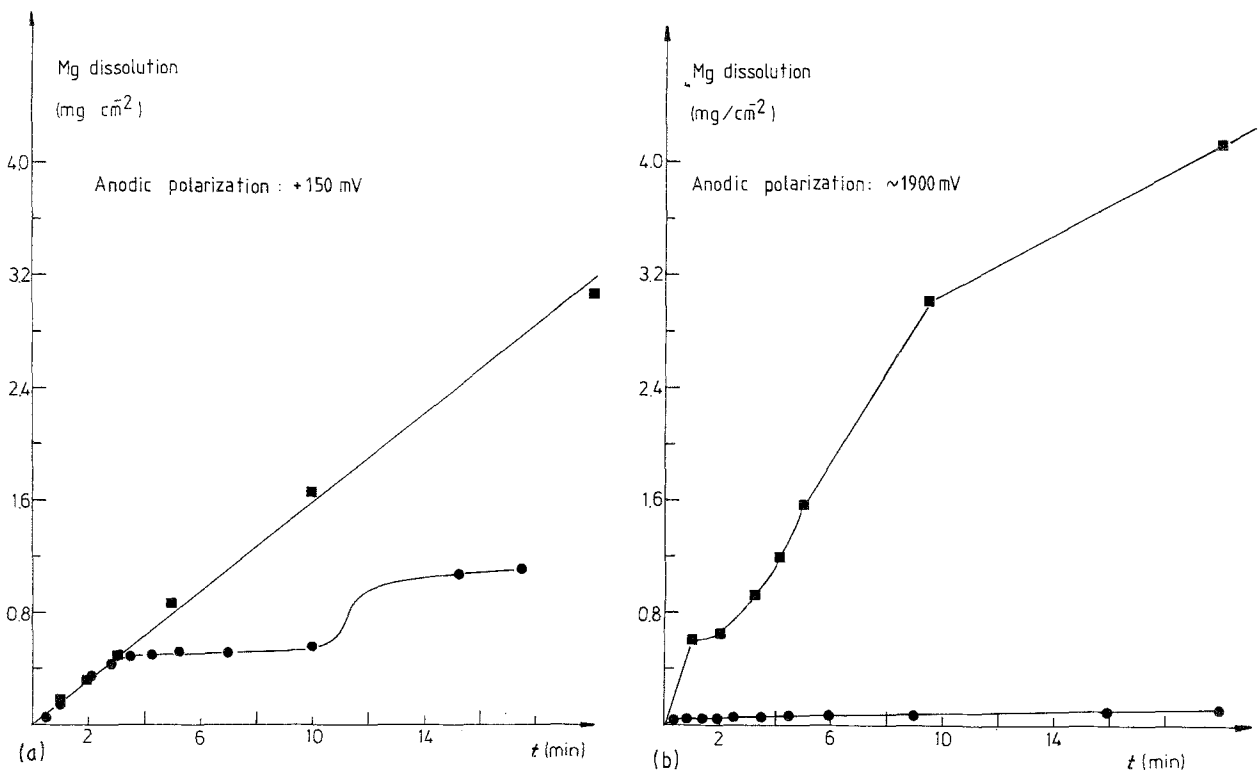 Mg dissolution
(mg cm̄²)
Anodic polarization : +150 mV
4.0
3.2
2.4
1.6
0.8
2
6
10
14
t (min)
(a)
Mg dissolution
(mg/cm̄²)
Anodic polarization: ~1900 mV
4.0
3.2
2.4
1.6
0.8
2
6
10
14
t (min)
(b)